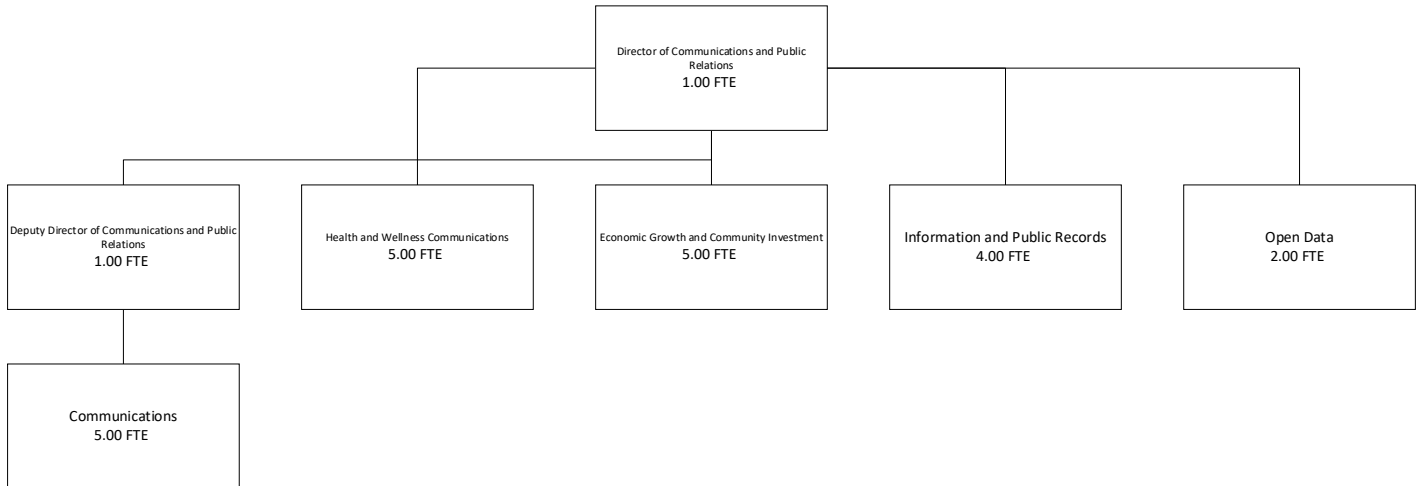 Director of Communications and Public
Relations
1.00 FTE
Deputy Director of Communications and Public
Relations
1.00 FTE
Health and Wellness Communications
5.00 FTE
Economic Growth and Community Investment
5.00 FTE
Information and Public Records
4.00 FTE
Open Data
2.00 FTE
Communications
5.00 FTE